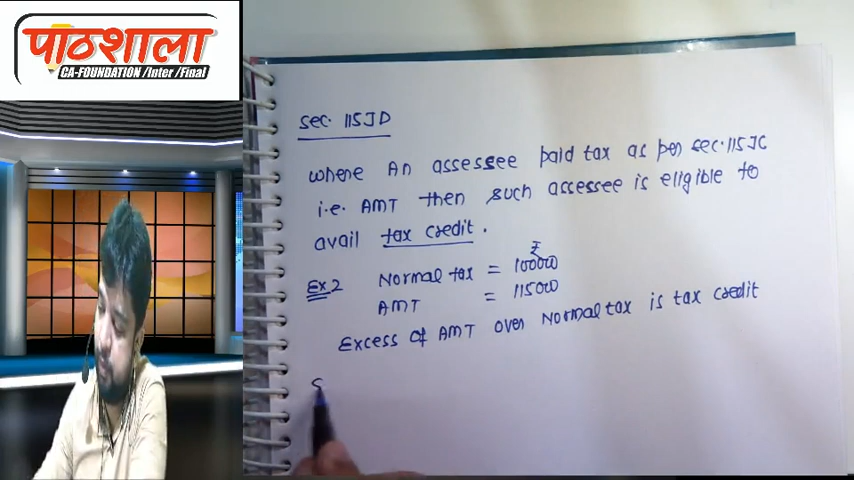 पाठशाला
CA-FOUNDATION /Inter /Final
Sec. 115JD
where An assessee paid tax as per sec. 115JC
i.e. AMT then such assessee is eligible to
avail tax credit.
₹
Ex 2 Normal tax = 100000
AMT = 115000
Excess of AMT over Normal tax is tax credit
S